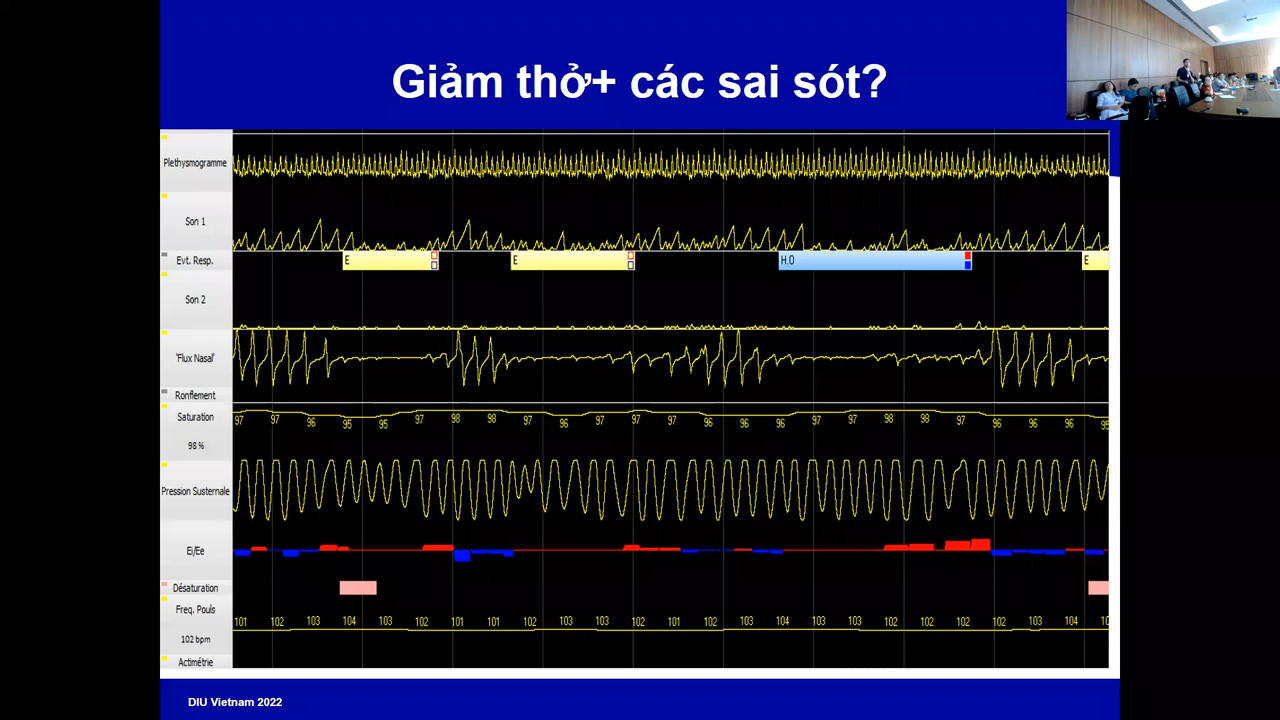 Giảm thở+ các sai sót?
Plethysmogramme
Son 1
Evt. Resp.
E
E
H.O
E
Son 2
'Flux Nasal'
Ronflement
Saturation
97 97 96 95 95 97 98 98 97 96 97 97 96 96 96 97 97 98 98 97 96 96 96 95
98 %
Pression Susternale
Ei/Ee
Désaturation
Freq. Pouls
101 102 103 104 103 102 101 101 102 103 103 102 101 102 103 104 103 102 102 102 102 103 103 104 10
102 bpm
Actimétrie
DIU Vietnam 2022